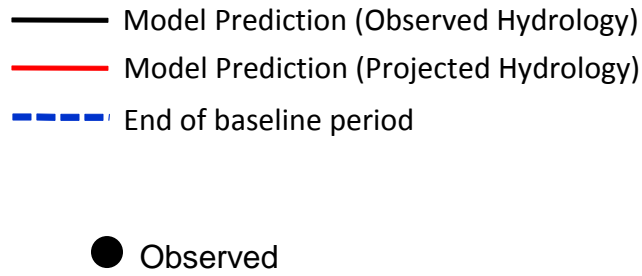 Model Prediction (Observed Hydrology)
Model Prediction (Projected Hydrology)
End of baseline period
Observed